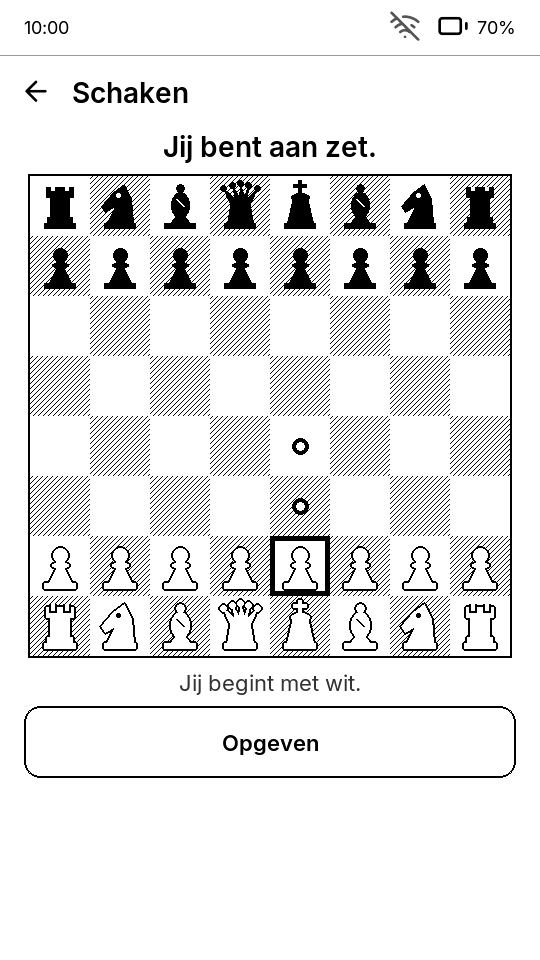 10:00
70%
Schaken
Jij bent aan zet.
Jij begint met wit.
Opgeven